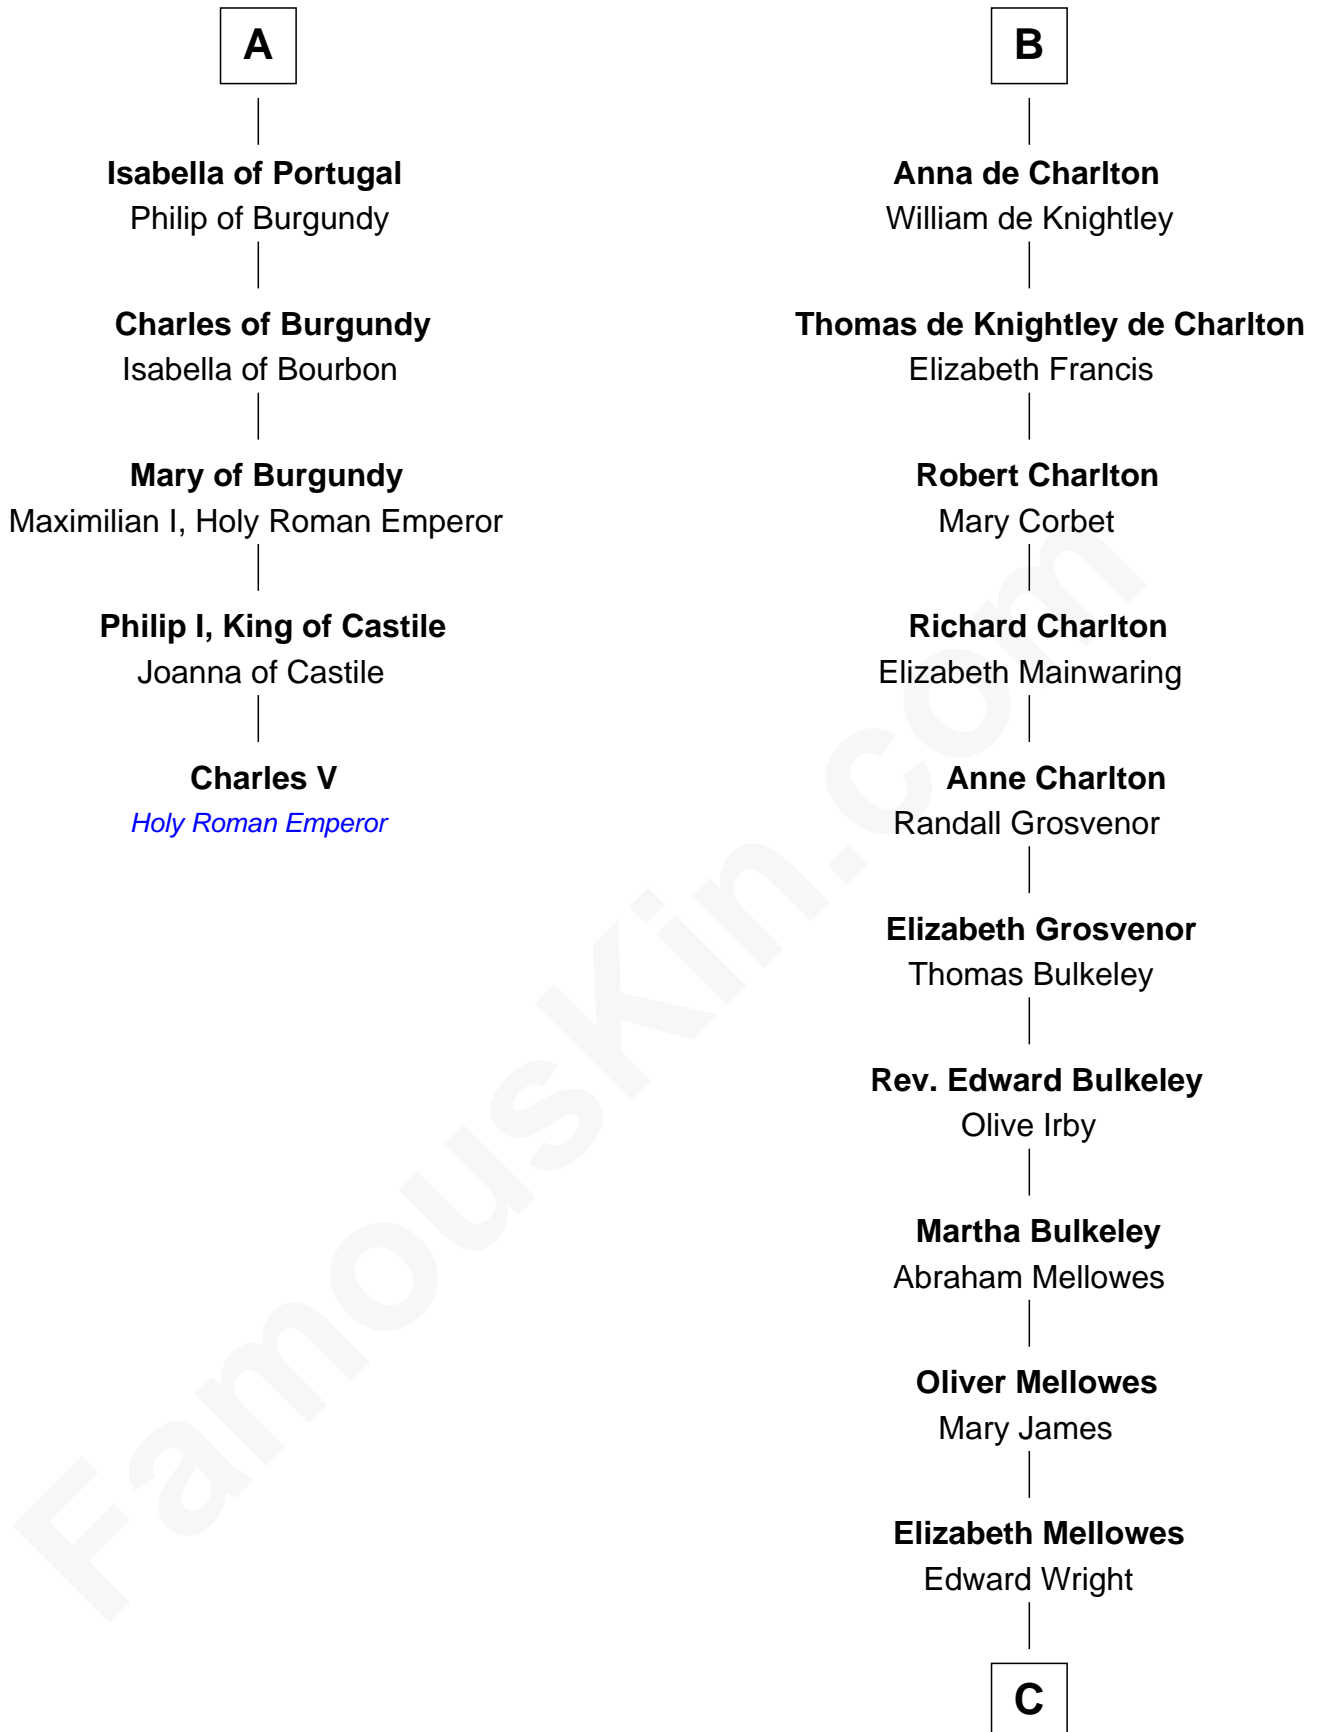 A
Isabella of Portugal
Philip of Burgundy
Charles of Burgundy
Isabella of Bourbon
Mary of Burgundy
Maximilian I, Holy Roman Emperor
Philip I, King of Castile
Joanna of Castile
Charles V
Holy Roman Emperor
B
Anna de Charlton
William de Knightley
Thomas de Knightley de Charlton
Elizabeth Francis
Robert Charlton
Mary Corbet
Richard Charlton
Elizabeth Mainwaring
Anne Charlton
Randall Grosvenor
Elizabeth Grosvenor
Thomas Bulkeley
Rev. Edward Bulkeley
Olive Irby
Martha Bulkeley
Abraham Mellowes
Oliver Mellowes
Mary James
Elizabeth Mellowes
Edward Wright
C
FamousKin.com